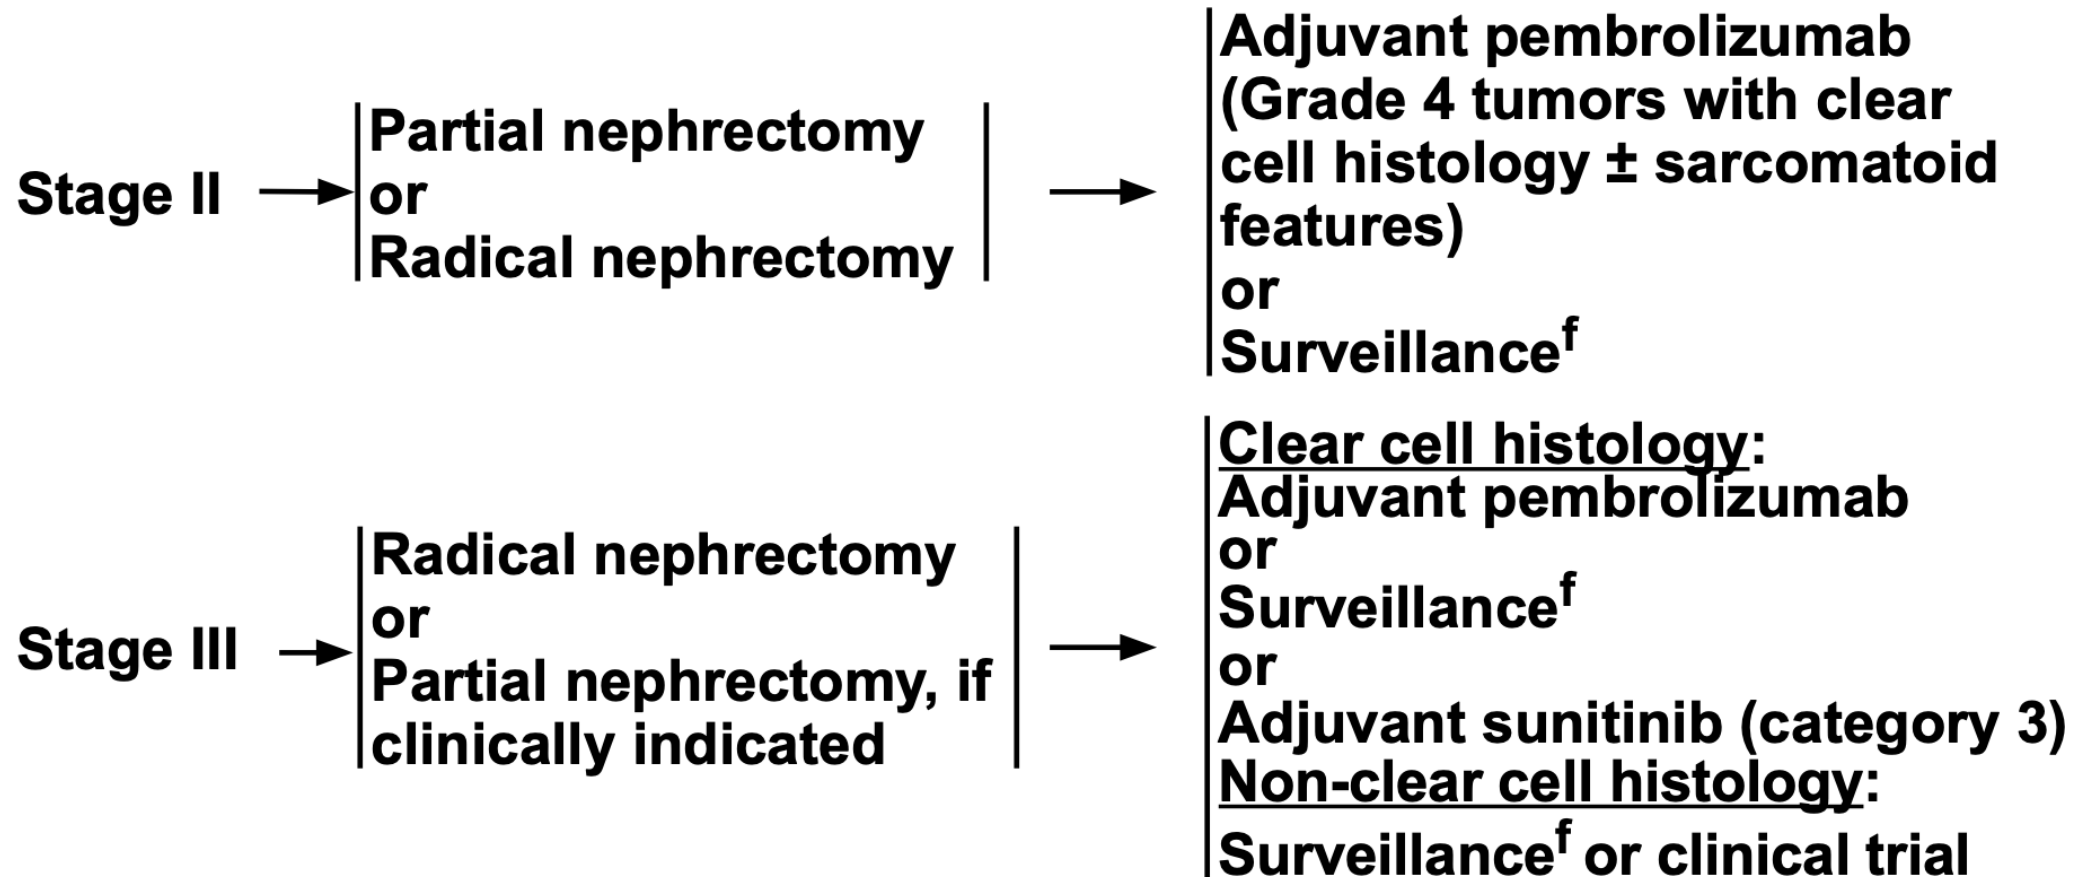 Stage II
Partial nephrectomy
or
Radical nephrectomy
Adjuvant pembrolizumab
(Grade 4 tumors with clear
cell histology ± sarcomatoid
features)
or
Surveillanceᶠ
Stage III
Radical nephrectomy
or
Partial nephrectomy, if
clinically indicated
Clear cell histology:
Adjuvant pembrolizumab
or
Surveillanceᶠ
or
Adjuvant sunitinib (category 3)
Non-clear cell histology:
Surveillanceᶠ or clinical trial